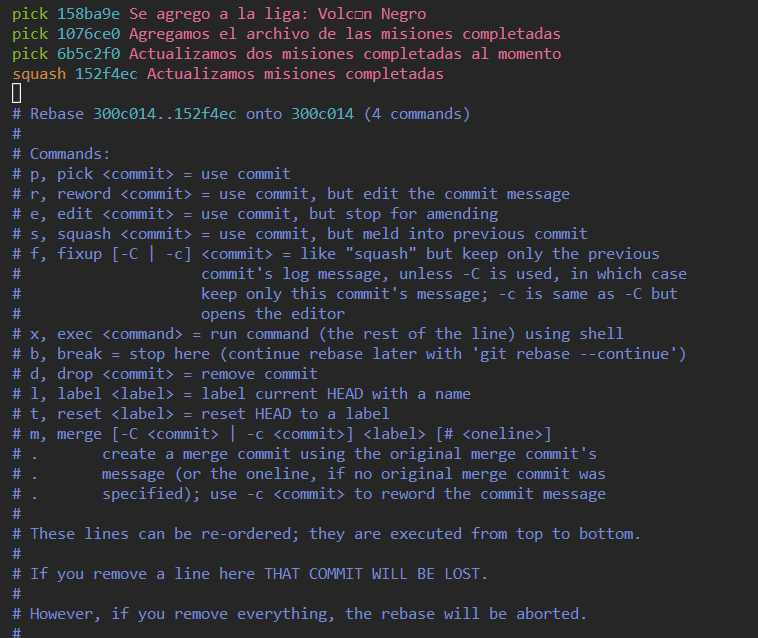 pick 158ba9e Se agrego a la liga: Volc□n Negro
pick 1076ce0 Agregamos el archivo de las misiones completadas
pick 6b5c2f0 Actualizamos dos misiones completadas al momento
squash 152f4ec Actualizamos misiones completadas
# Rebase 300c014..152f4ec onto 300c014 (4 commands)
#
# Commands:
# p, pick <commit> = use commit
# r, reword <commit> = use commit, but edit the commit message
# e, edit <commit> = use commit, but stop for amending
# s, squash <commit> = use commit, but meld into previous commit
# f, fixup [-C | -c] <commit> = like "squash" but keep only the previous
#                    commit's log message, unless -C is used, in which case
#                    keep only this commit's message; -c is same as -C but
#                    opens the editor
# x, exec <command> = run command (the rest of the line) using shell
# b, break = stop here (continue rebase later with 'git rebase --continue')
# d, drop <commit> = remove commit
# l, label <label> = label current HEAD with a name
# t, reset <label> = reset HEAD to a label
# m, merge [-C <commit> | -c <commit>] <label> [# <oneline>]
# .       create a merge commit using the original merge commit's
# .       message (or the oneline, if no original merge commit was
# .       specified); use -c <commit> to reword the commit message
#
# These lines can be re-ordered; they are executed from top to bottom.
#
# If you remove a line here THAT COMMIT WILL BE LOST.
#
# However, if you remove everything, the rebase will be aborted.
#